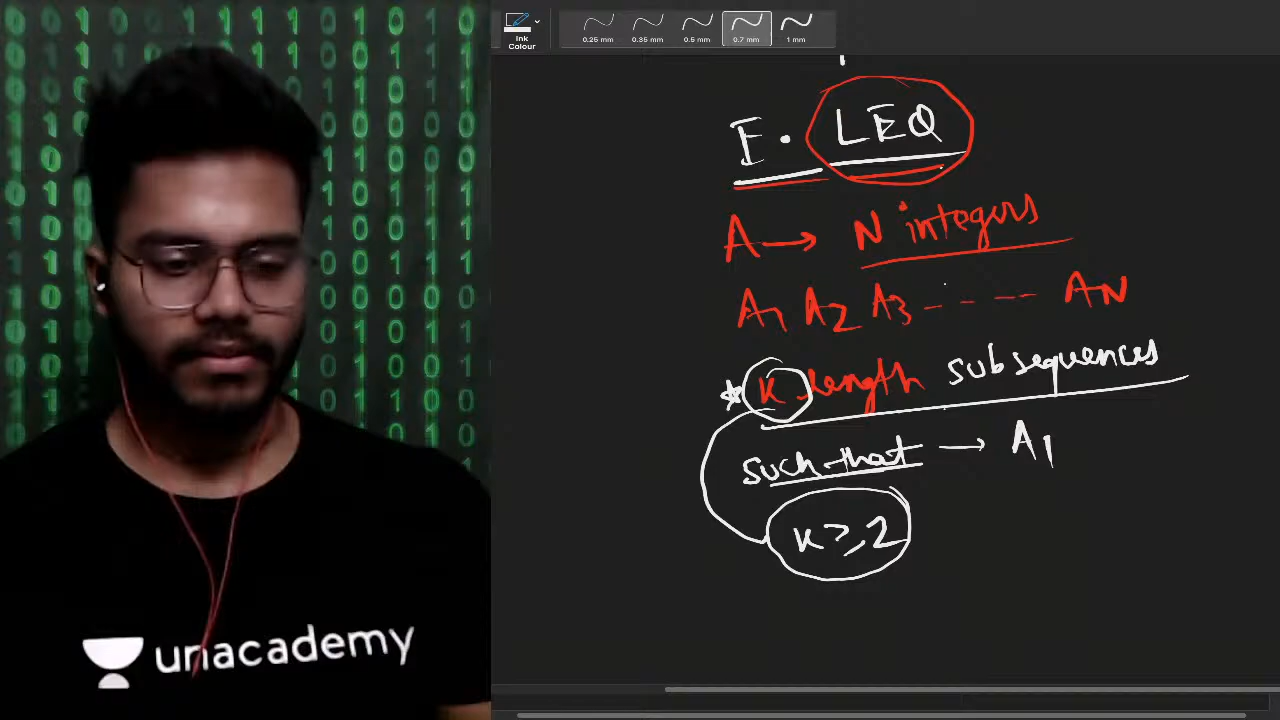 Ink
Colour
0.25 mm
0.35 mm
0.5 mm
0.7 mm
1 mm
F. LEQ
A → N integers
A1 A2 A3 ---- AN
* K length subsequences
such that → A1
K ≥ 2
unacademy